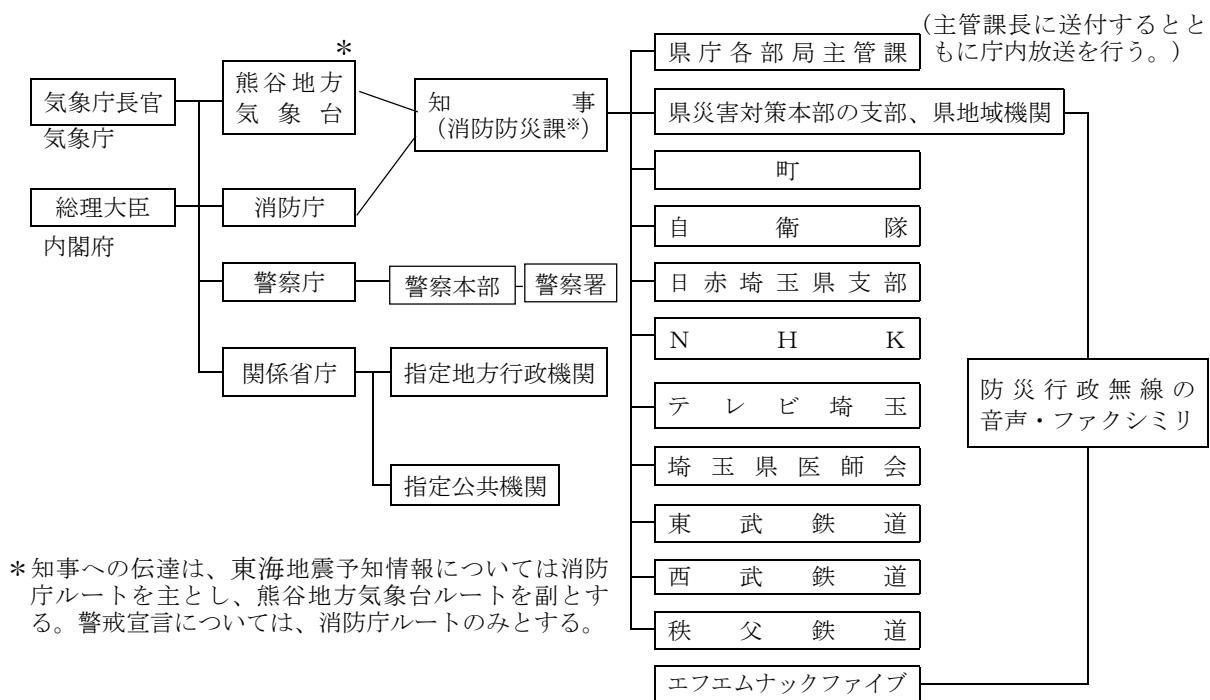 気象庁長官
気象庁
総理大臣
内閣府
*
熊谷地方
気象台
消防庁
警察庁
関係省庁
知事
（消防防災課※）
警察本部
警察署
指定地方行政機関
指定公共機関
県庁各部局主管課
（主管課長に送付するとと
もに庁内放送を行う。）
県災害対策本部の支部、県地域機関
町
自衛隊
日赤埼玉県支部
NHK
テレビ埼玉
埼玉県医師会
東武鉄道
西武鉄道
秩父鉄道
エフエムナックファイブ
防災行政無線の
音声・ファクシミリ
*知事への伝達は、東海地震予知情報については消防
庁ルートを主とし、熊谷地方気象台ルートを副とす
る。警戒宣言については、消防庁ルートのみとする。